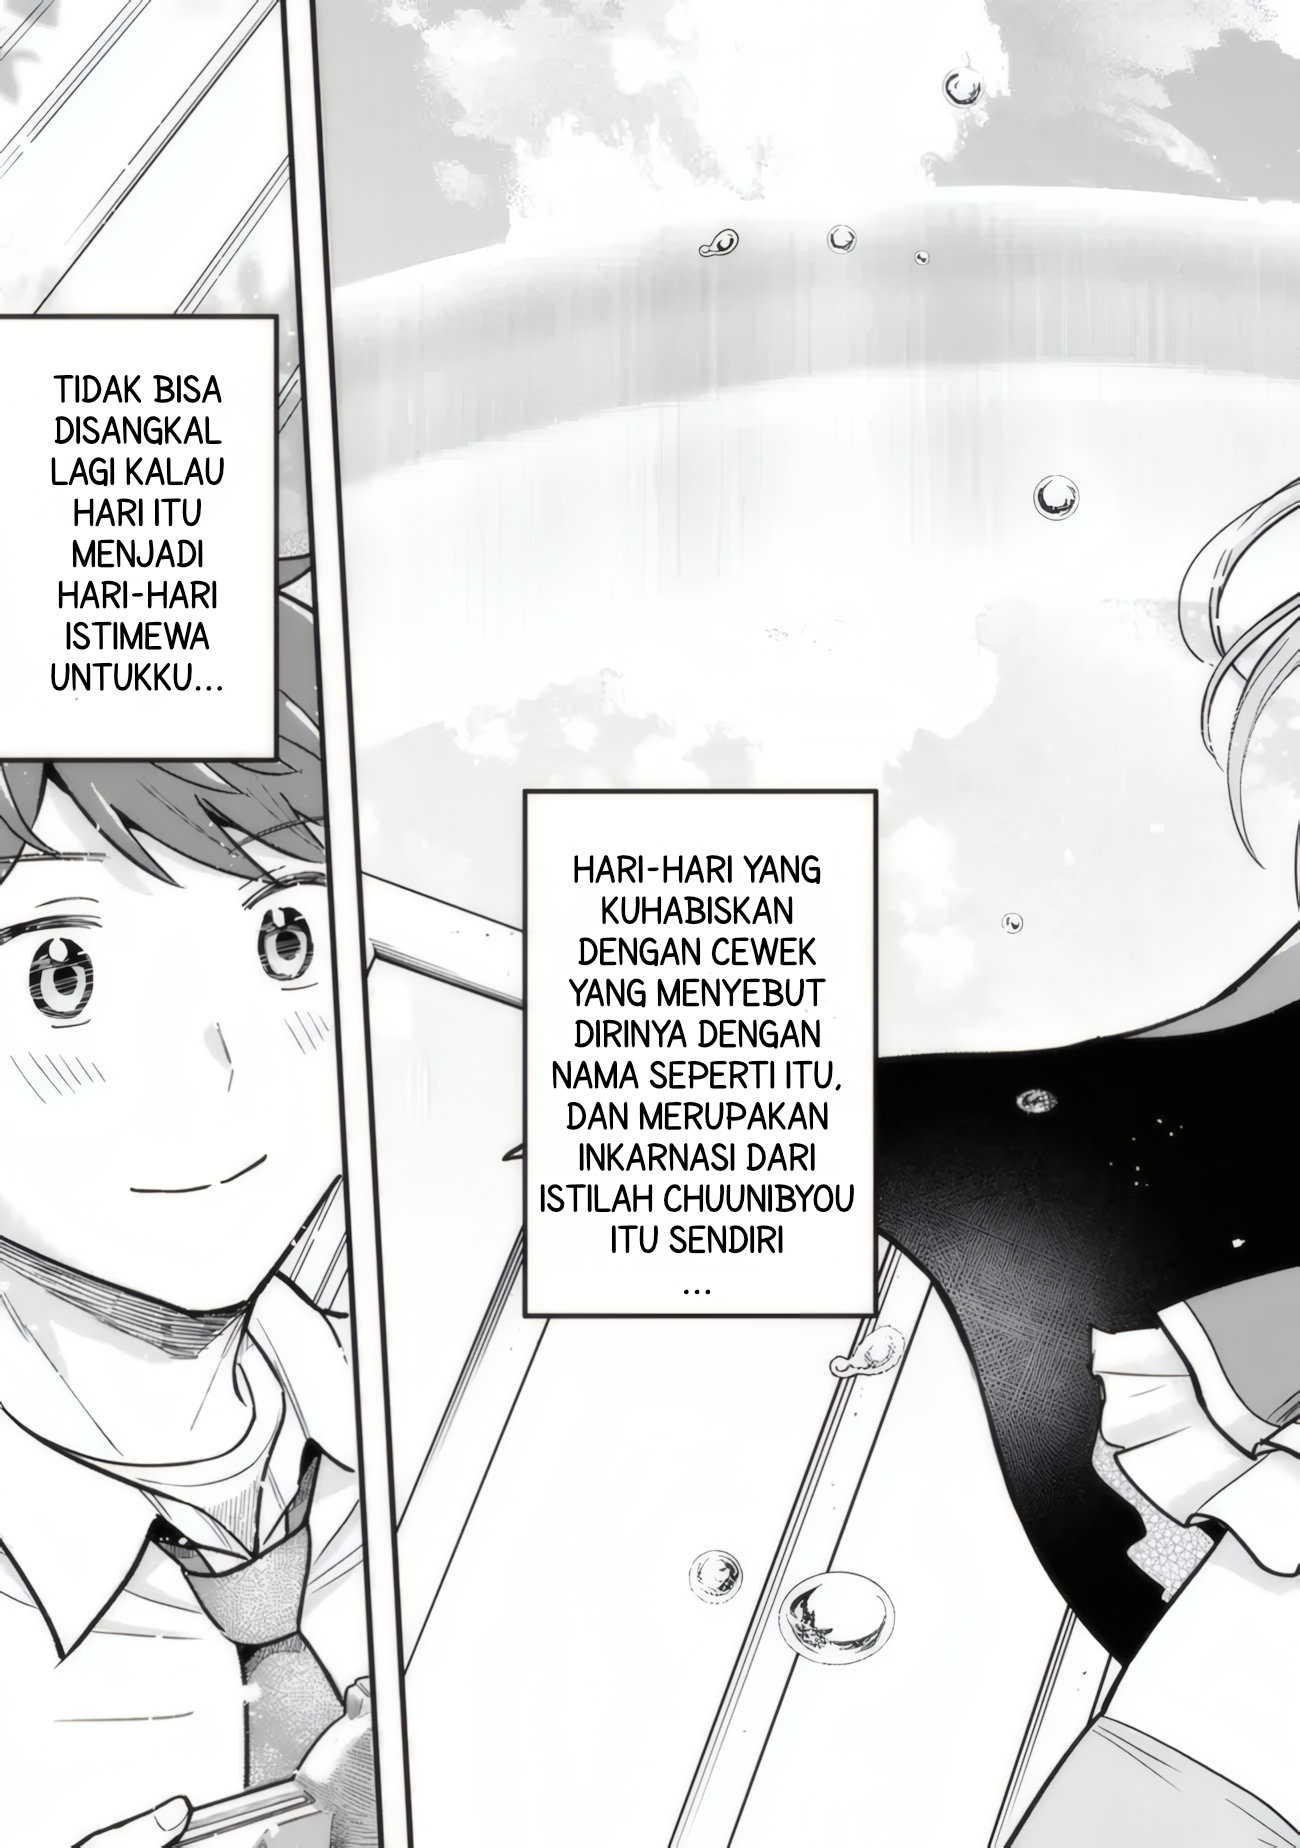 HARI-HARI YANG
KUHABISKAN
DENGAN CEWEK
YANG MENYEBUT
DIRINYA DENGAN
NAMA SEPERTI ITU,
DAN MERUPAKAN
INKARNASI DARI
ISTILAH CHUUNIBYOU
ITU SENDIRI
...
TIDAK BISA
DISANGKAL
LAGI KALAU
HARI ITU
MENJADI
HARI-HARI
ISTIMEWA
UNTUKKU...